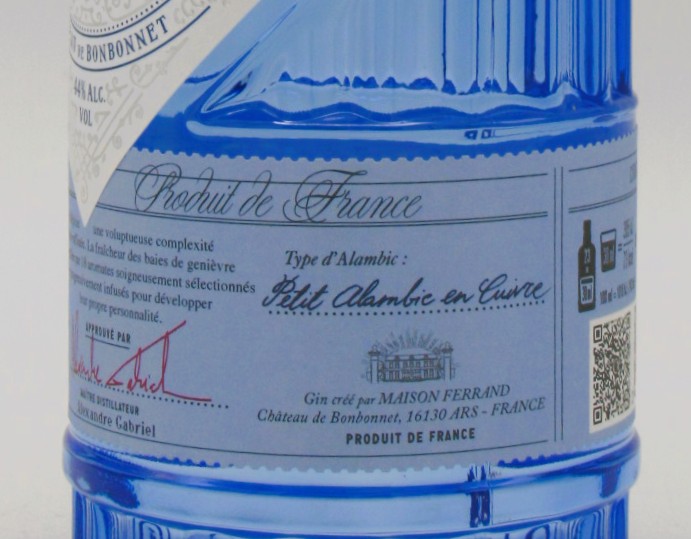 DE BONBONNET
44% ALC.
VOL
Produit de France
une voluptueuse complexité
La fraîcheur des baies de genièvre
aromates soigneusement sélectionnés
infusés pour développer
propre personnalité.
APPROUVÉ PAR
MAÎTRE DISTILLATEUR
Alexandre Gabriel
Type d'Alambic :
Petit Alambic en Cuivre
Gin créé par MAISON FERRAND
Château de Bonbonnet, 16130 ARS - FRANCE
PRODUIT DE FRANCE